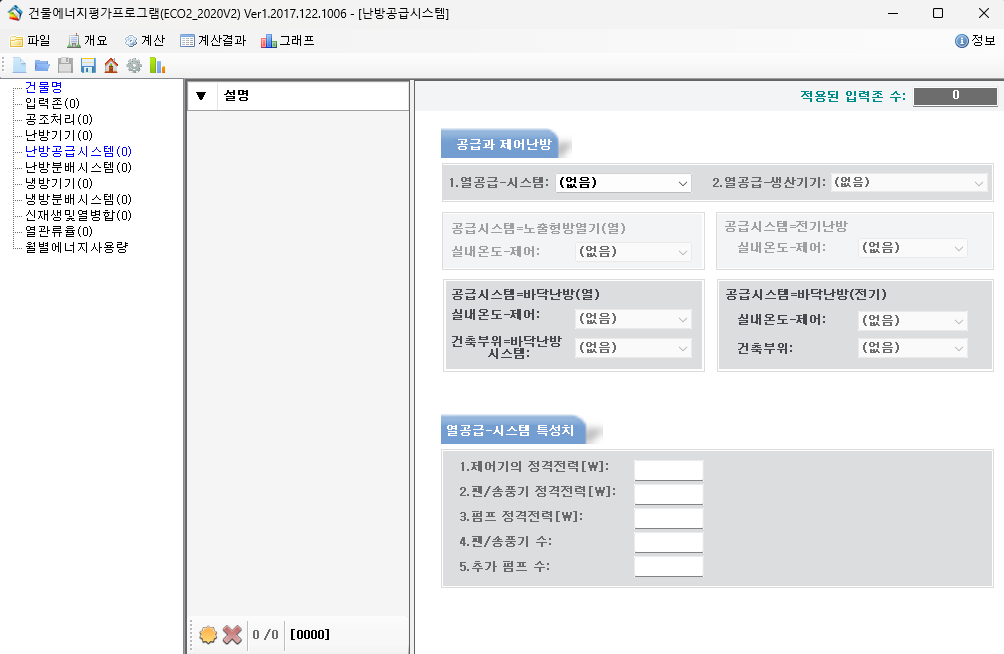 건물에너지평가프로그램(ECO2_2020V2) Ver1.2017.122.1006 - [난방공급시스템]
파일 개요 계산 계산결과 그래프 정보
건물명
입력존(0)
공조처리(0)
난방기기(0)
난방공급시스템(0)
난방분배시스템(0)
냉방기기(0)
냉방분배시스템(0)
신재생및열병합(0)
열관류율(0)
월별에너지사용량
▼ 설명
0 /0 [0000]
적용된 입력존 수: 0
공급과 제어난방
1.열공급-시스템: (없음) 2.열공급-생산기기: (없음)
공급시스템=노출형방열기(열)
실내온도-제어: (없음)
공급시스템=전기난방
실내온도-제어: (없음)
공급시스템=바닥난방(열)
실내온도-제어: (없음)
건축부위=바닥난방
시스템: (없음)
공급시스템=바닥난방(전기)
실내온도-제어: (없음)
건축부위: (없음)
열공급-시스템 특성치
1.제어기의 정격전력[₩]:
2.팬/송풍기 정격전력[₩]:
3.펌프 정격전력[₩]:
4.팬/송풍기 수:
5.추가 펌프 수: